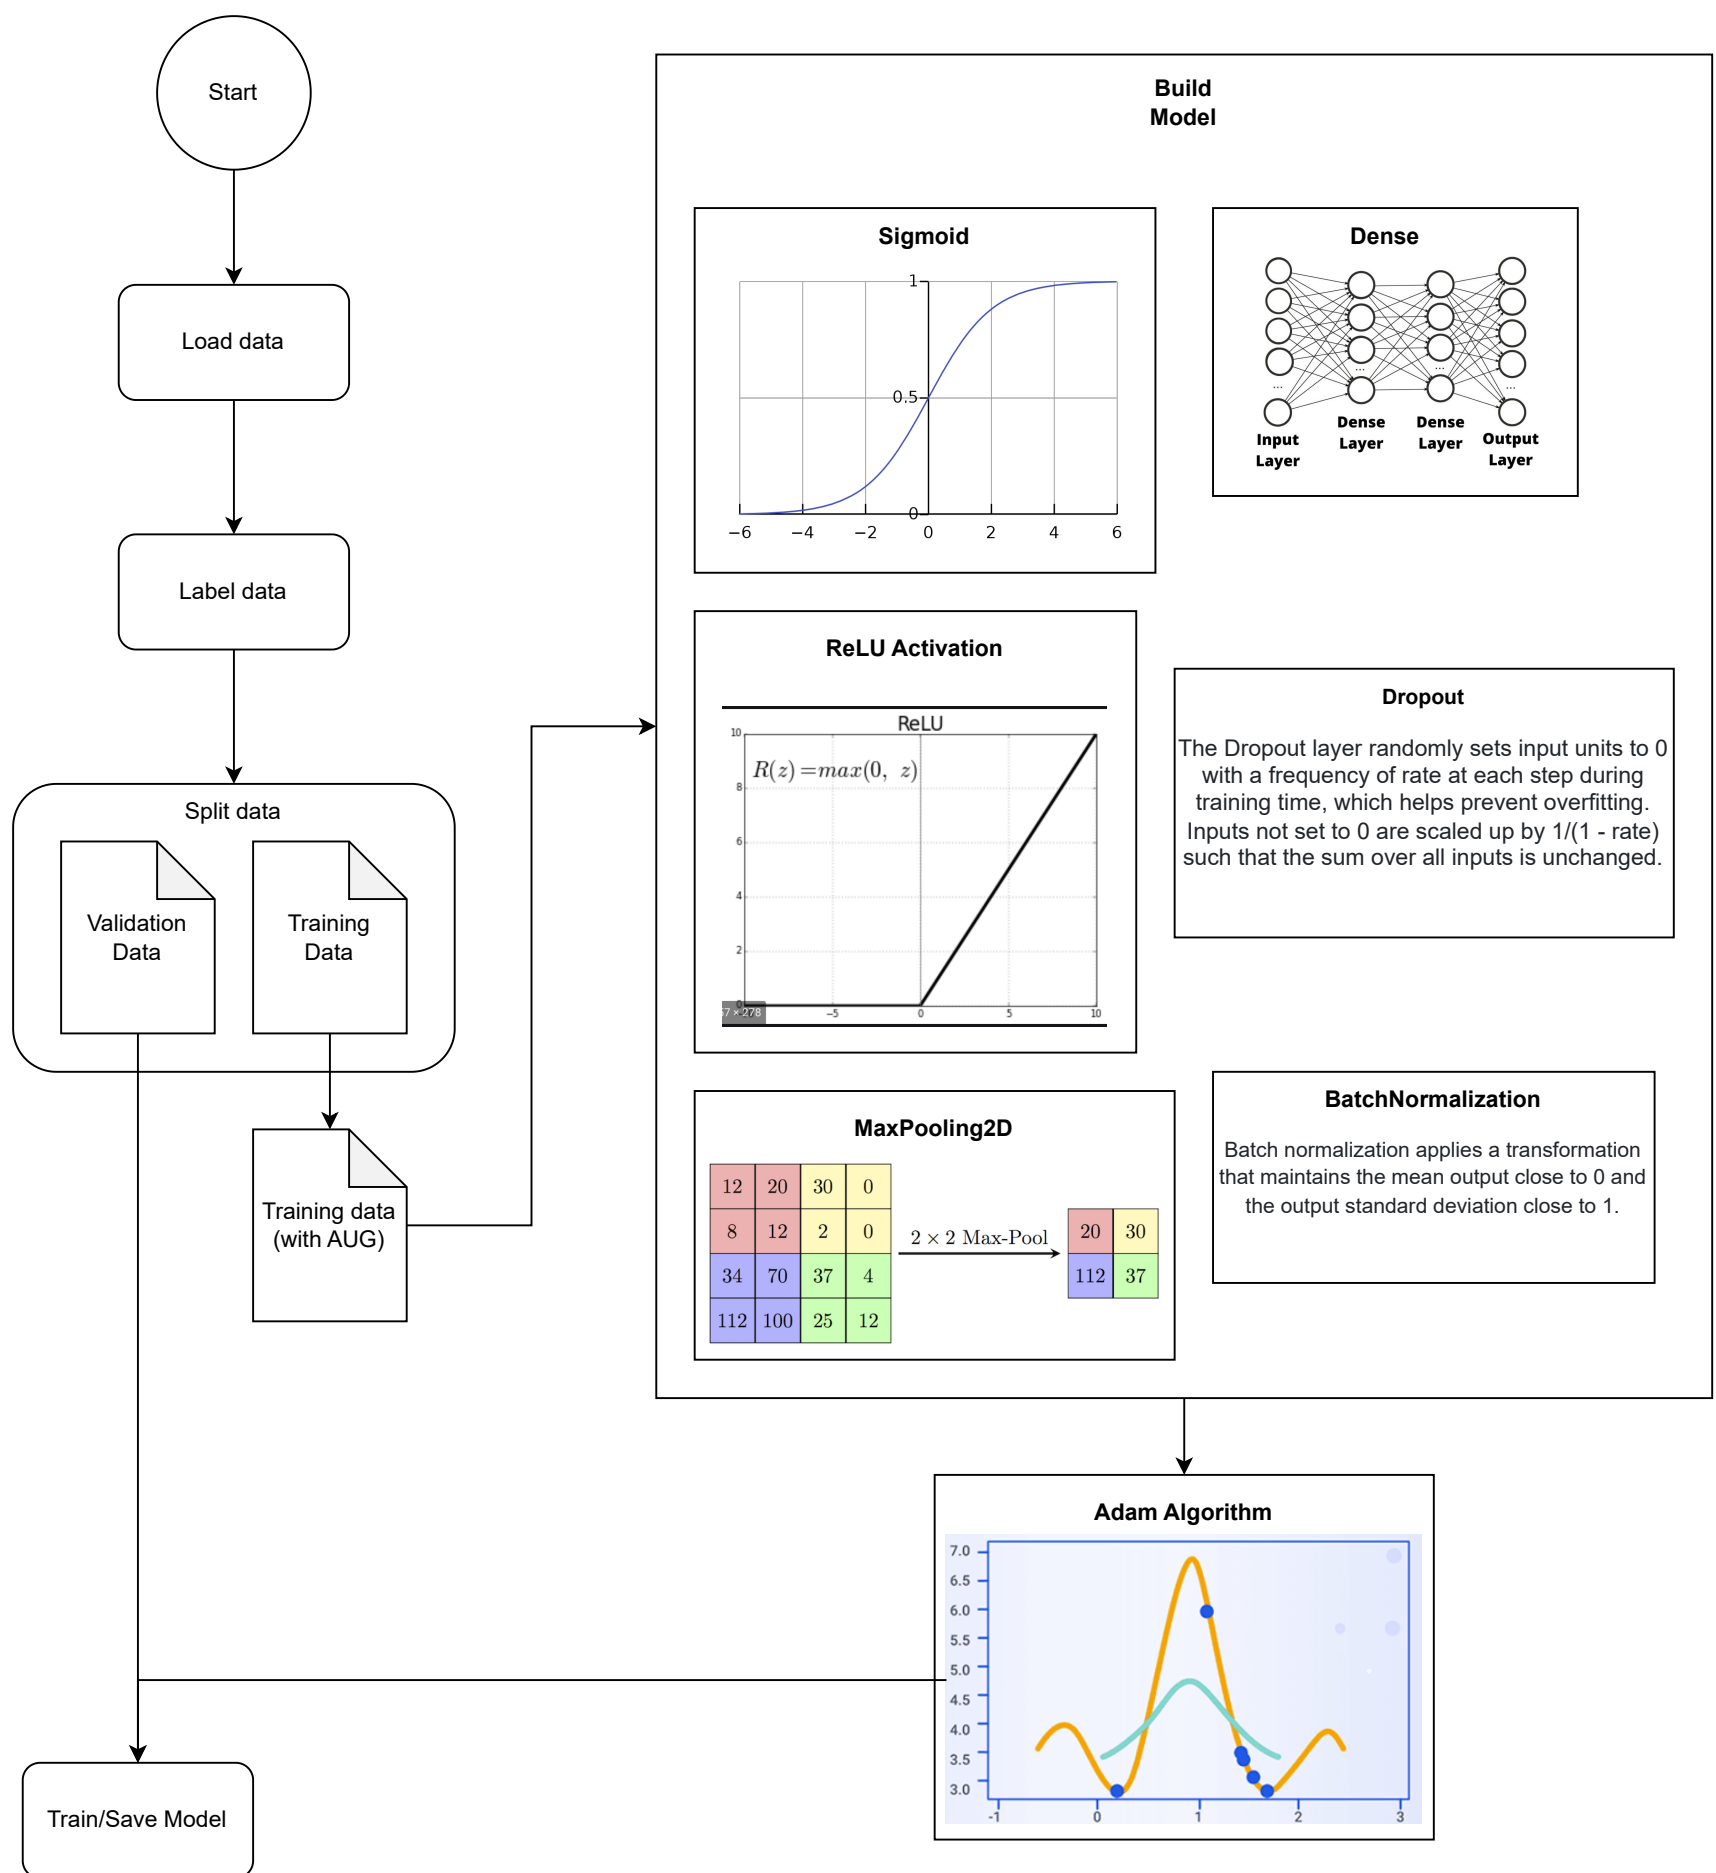 Start
Load data
Label data
Split data
Validation
Data
Training
Data
Training data
(with AUG)
Train/Save Model
Build
Model
Sigmoid
1
0.5
0
−6 −4 −2 0 2 4 6
Dense
...
...
...
...
Input
Layer
Dense
Layer
Dense
Layer
Output
Layer
ReLU Activation
ReLU
R(z)=max(0, z)
10
8
6
4
2
0
−5 0 5 10
Dropout
The Dropout layer randomly sets input units to 0
with a frequency of rate at each step during
training time, which helps prevent overfitting.
Inputs not set to 0 are scaled up by 1/(1 - rate)
such that the sum over all inputs is unchanged.
MaxPooling2D
12 20 30 0
8 12 2 0
34 70 37 4
112 100 25 12
2 × 2 Max-Pool
20 30
112 37
BatchNormalization
Batch normalization applies a transformation
that maintains the mean output close to 0 and
the output standard deviation close to 1.
Adam Algorithm
7.0
6.5
6.0
5.5
5.0
4.5
4.0
3.5
3.0
-1 0 1 2 3